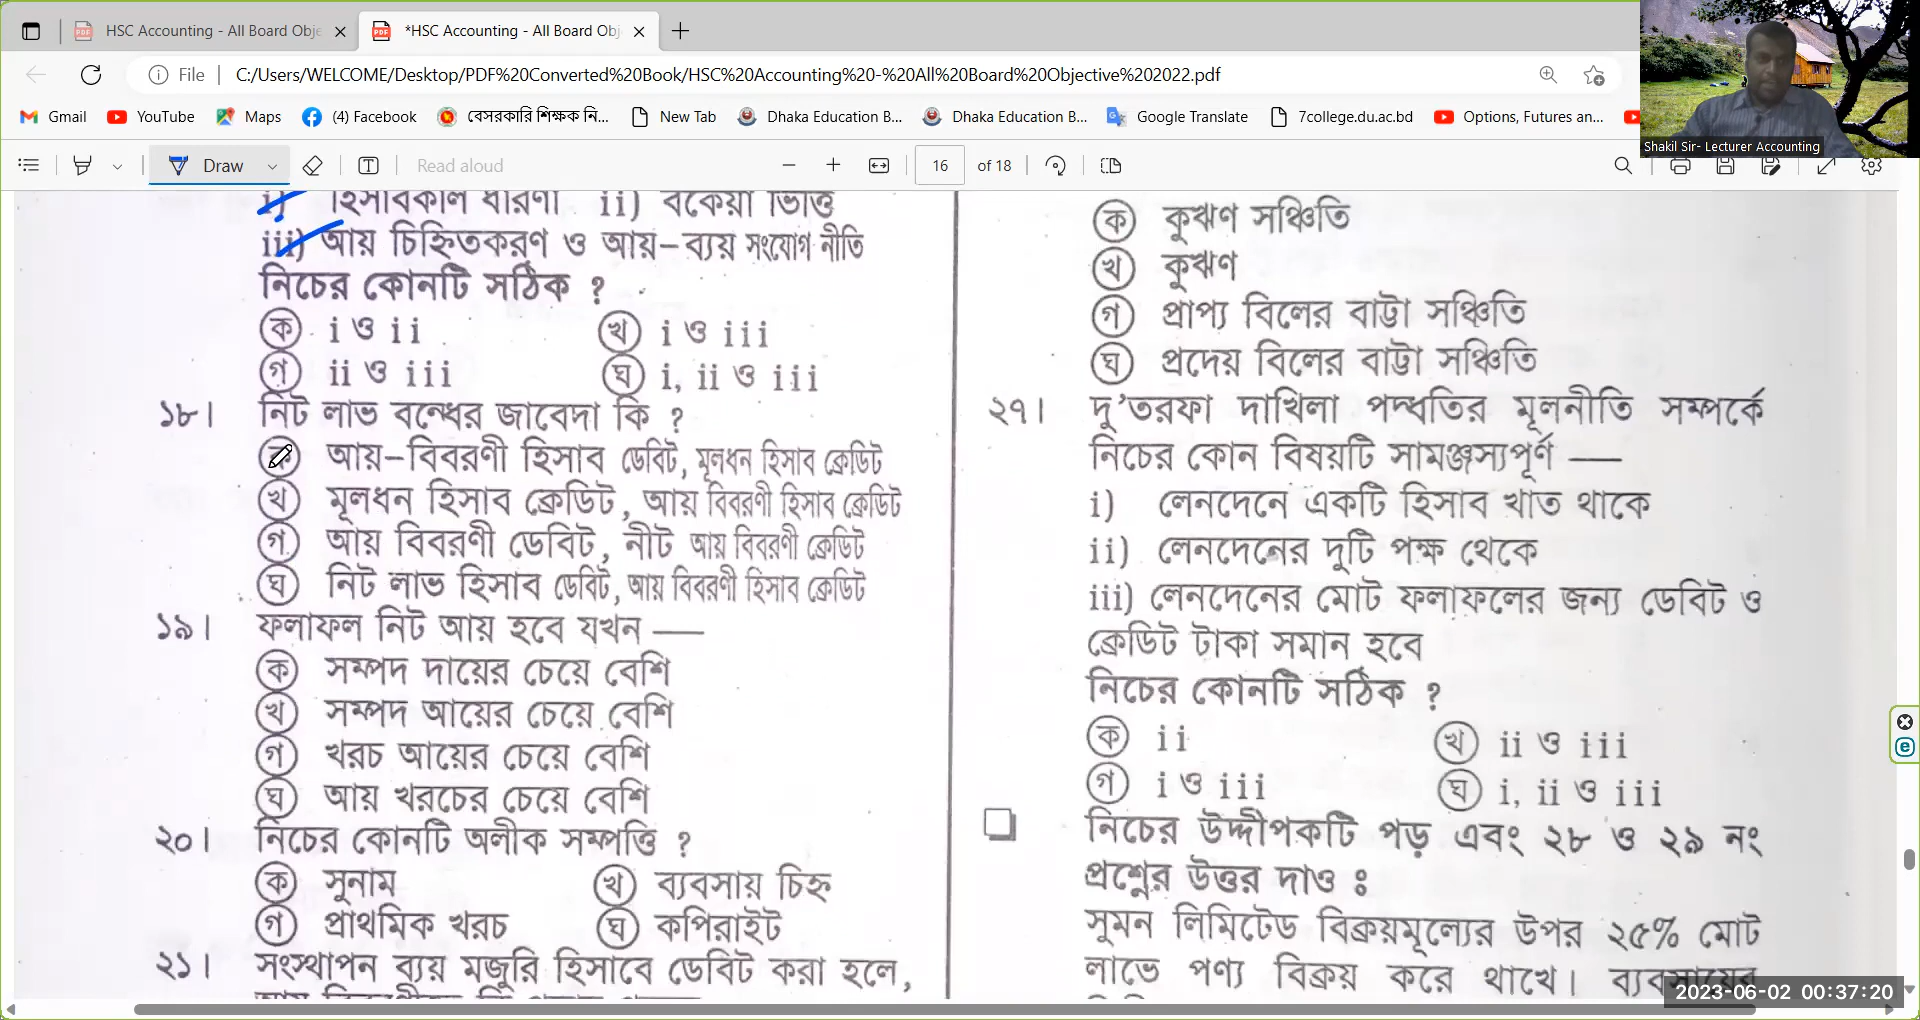 HSC Accounting - All Board Obje
*HSC Accounting - All Board Obj
File
C:/Users/WELCOME/Desktop/PDF%20Converted%20Book/HSC%20Accounting%20-%20All%20Board%20Objective%202022.pdf
Gmail
YouTube
Maps
(4) Facebook
বেসরকারি শিক্ষক নি...
New Tab
Dhaka Education B...
Dhaka Education B...
Google Translate
7college.du.ac.bd
Options, Futures an...
Shakil Sir- Lecturer Accounting
Draw
Read aloud
16 of 18
i) হিসাবকাল ধারণা ii) বকেয়া ভিত্তি
iii) আয় চিহ্নিতকরণ ও আয়-ব্যয় সংযোগ নীতি
নিচের কোনটি সঠিক ?
ক i ও ii
খ i ও iii
গ ii ও iii
ঘ i, ii ও iii
১৮। নিট লাভ বন্ধের জাবেদা কি ?
ক আয়-বিবরণী হিসাব ডেবিট, মূলধন হিসাব ক্রেডিট
খ মূলধন হিসাব ক্রেডিট, আয় বিবরণী হিসাব ক্রেডিট
গ আয় বিবরণী ডেবিট, নীট আয় বিবরণী ক্রেডিট
ঘ নিট লাভ হিসাব ডেবিট, আয় বিবরণী হিসাব ক্রেডিট
১৯। ফলাফল নিট আয় হবে যখন —
ক সম্পদ দায়ের চেয়ে বেশি
খ সম্পদ আয়ের চেয়ে বেশি
গ খরচ আয়ের চেয়ে বেশি
ঘ আয় খরচের চেয়ে বেশি
২০। নিচের কোনটি অলীক সম্পত্তি ?
ক সুনাম
খ ব্যবসায় চিহ্ন
গ প্রাথমিক খরচ
ঘ কপিরাইট
২১। সংস্থাপন ব্যয় মজুরি হিসাবে ডেবিট করা হলে,
ক কুঋণ সঞ্চিতি
খ কুঋণ
গ প্রাপ্য বিলের বাট্টা সঞ্চিতি
ঘ প্রদেয় বিলের বাট্টা সঞ্চিতি
২৭। দু'তরফা দাখিলা পদ্ধতির মূলনীতি সম্পর্কে
নিচের কোন বিষয়টি সামঞ্জস্যপূর্ণ —
i) লেনদেনে একটি হিসাব খাত থাকে
ii) লেনদেনের দুটি পক্ষ থেকে
iii) লেনদেনের মোট ফলাফলের জন্য ডেবিট ও
ক্রেডিট টাকা সমান হবে
নিচের কোনটি সঠিক ?
ক ii
খ ii ও iii
গ i ও iii
ঘ i, ii ও iii
নিচের উদ্দীপকটি পড় এবং ২৮ ও ২৯ নং
প্রশ্নের উত্তর দাও ঃ
সুমন লিমিটেড বিক্রয়মূল্যের উপর ২৫% মোট
লাভে পণ্য বিক্রয় করে থাখে। ব্যবসায়ের
2023-06-02 00:37:20